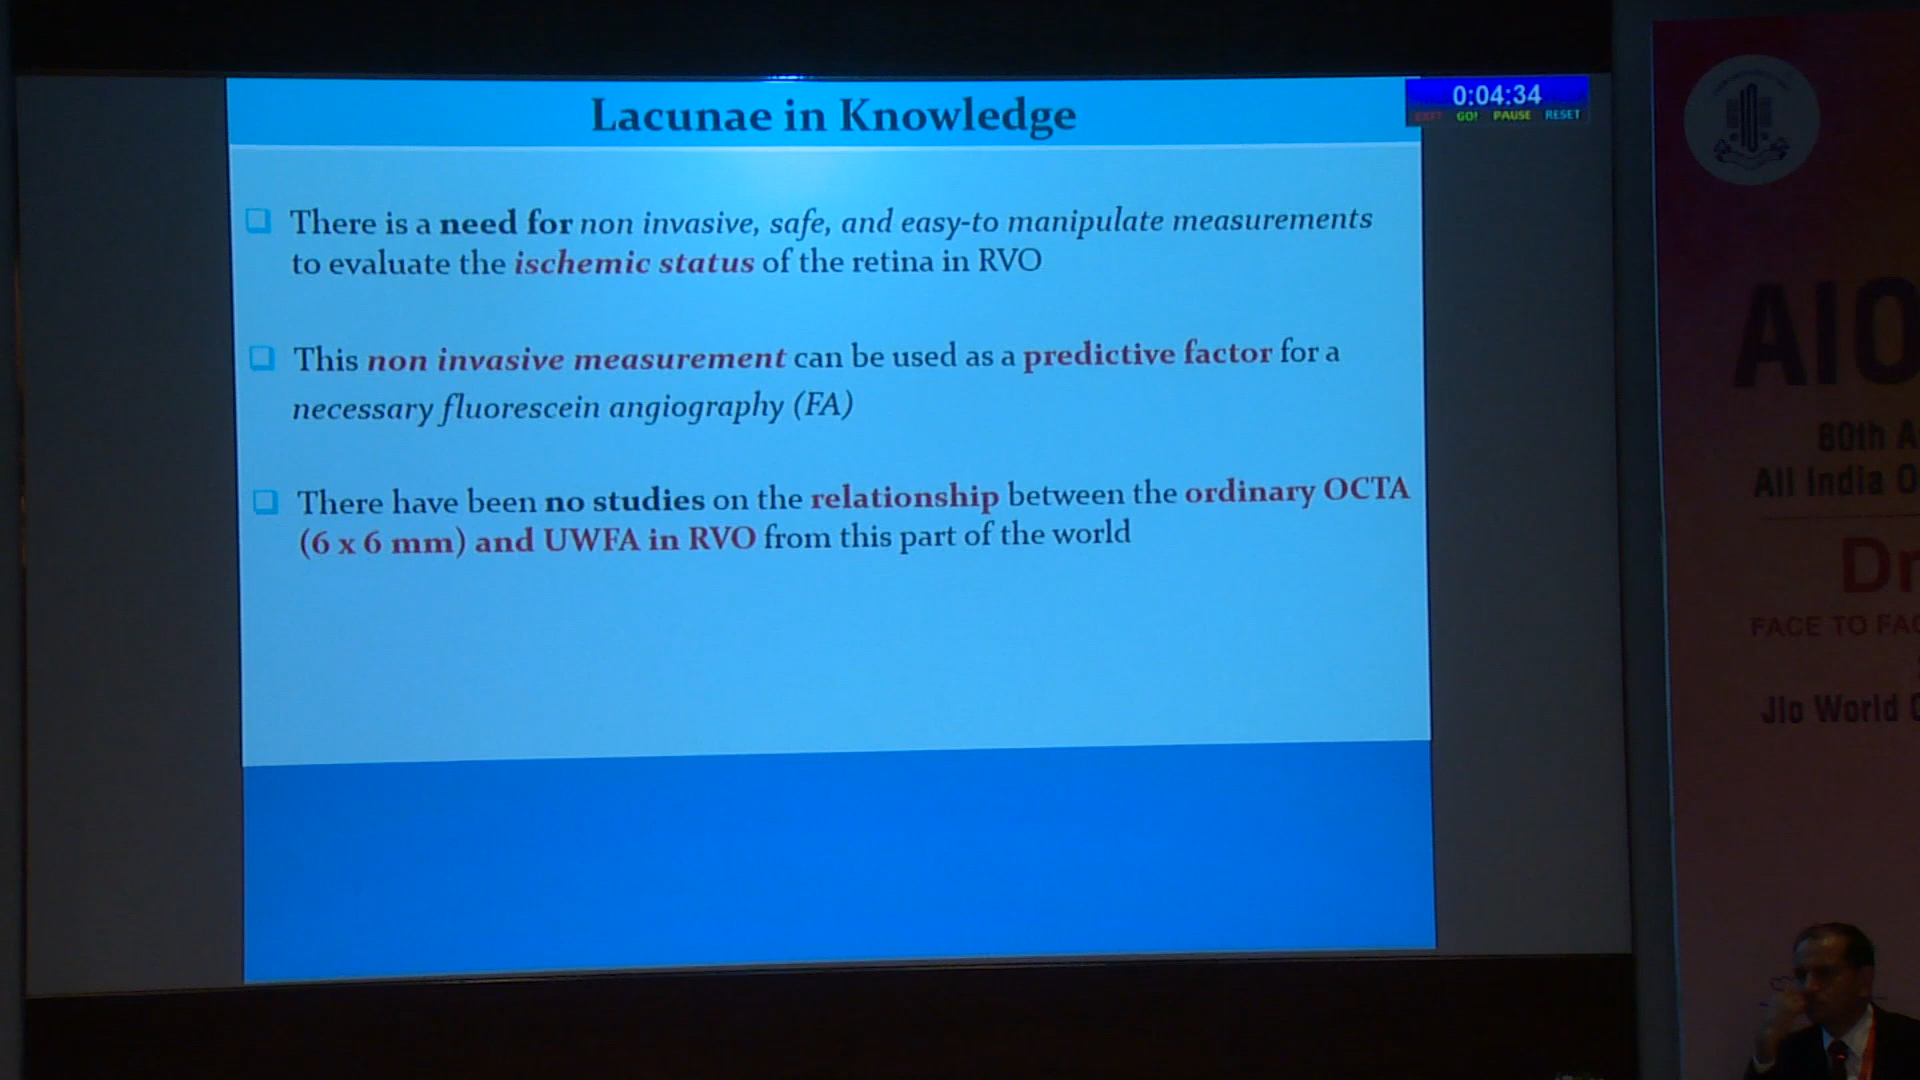 Lacunae in Knowledge
0:04:34
EXIT GO! PAUSE RESET
There is a need for non invasive, safe, and easy-to manipulate measurements
to evaluate the ischemic status of the retina in RVO
This non invasive measurement can be used as a predictive factor for a
necessary fluorescein angiography (FA)
There have been no studies on the relationship between the ordinary OCTA
(6 x 6 mm) and UWFA in RVO from this part of the world
AIO
80th A
All India O
Dr
FACE TO FAC
Jio World C